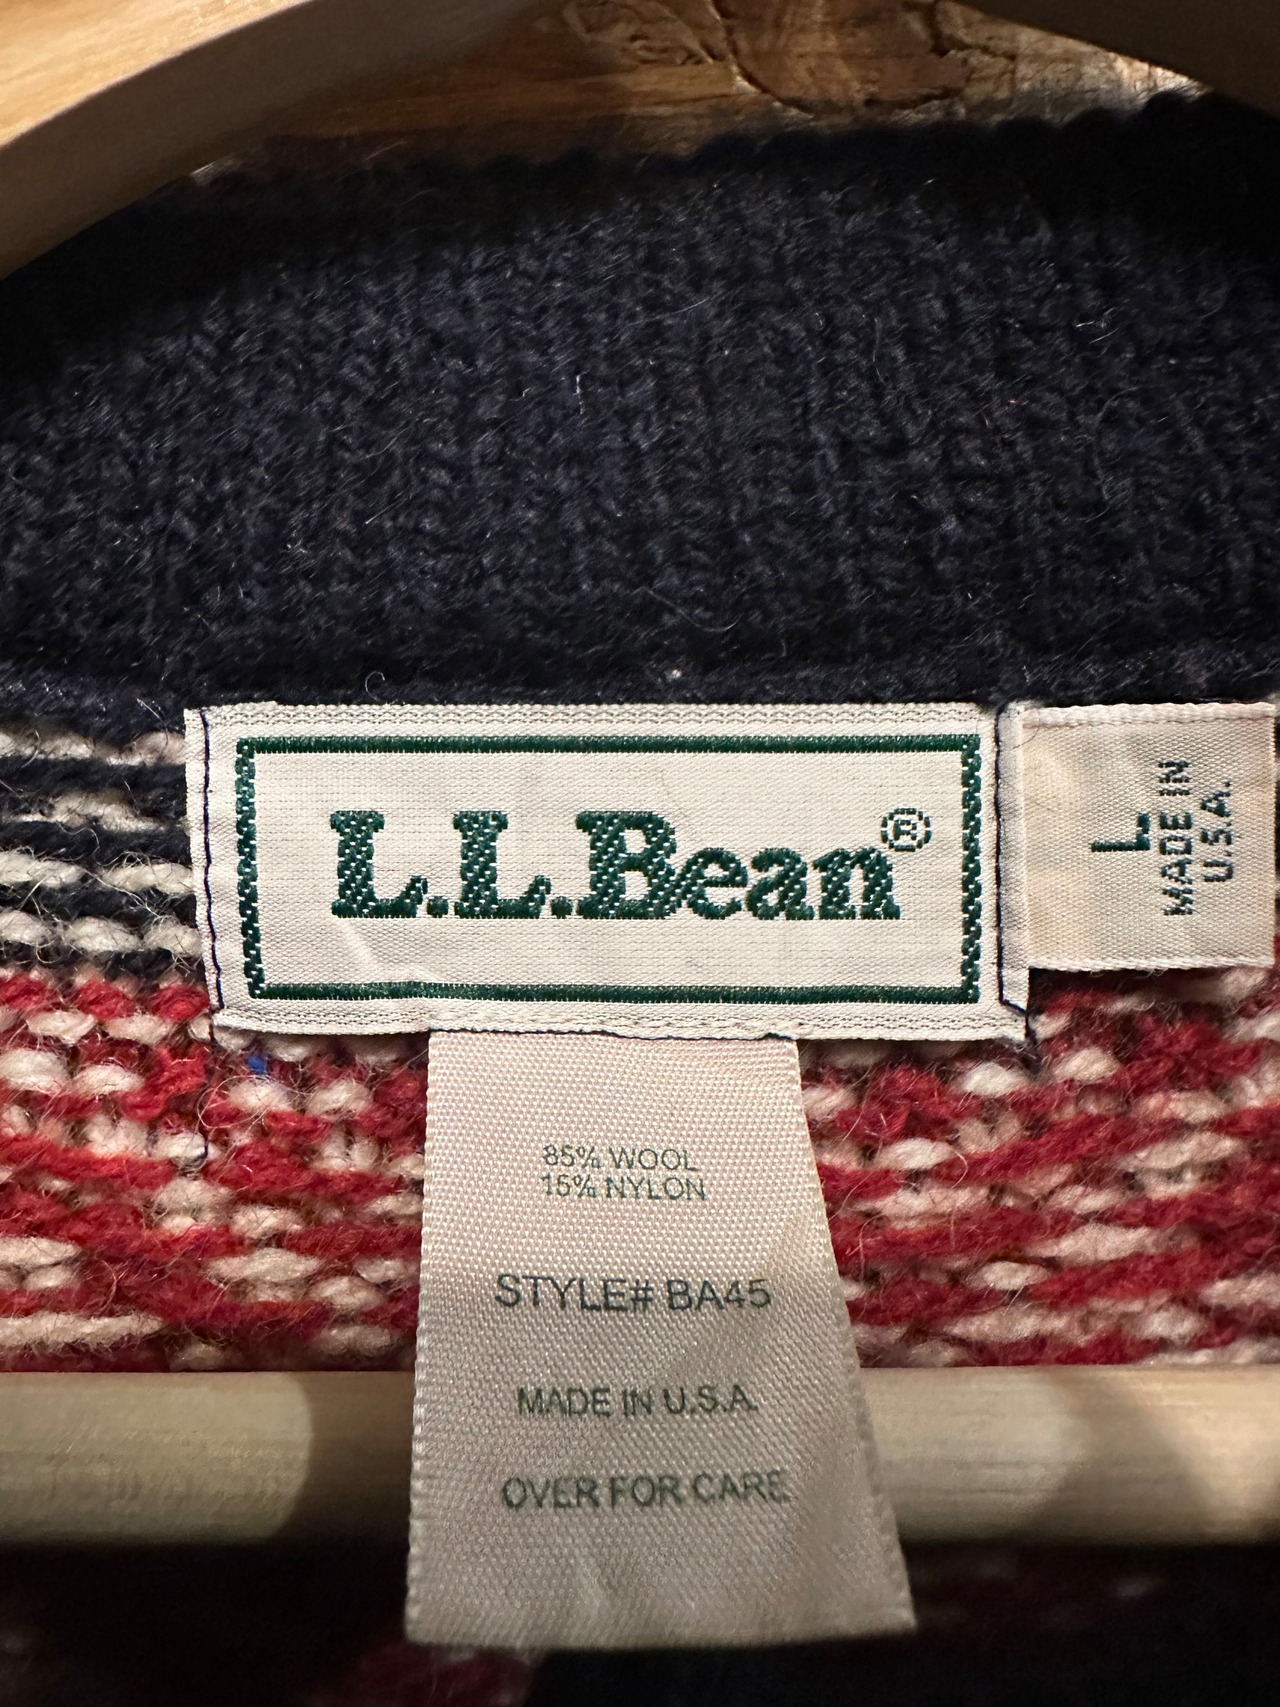 L.L.Bean®
L
MADE IN
U.S.A.
85% WOOL
15% NYLON
STYLE# BA45
MADE IN U.S.A.
OVER FOR CARE